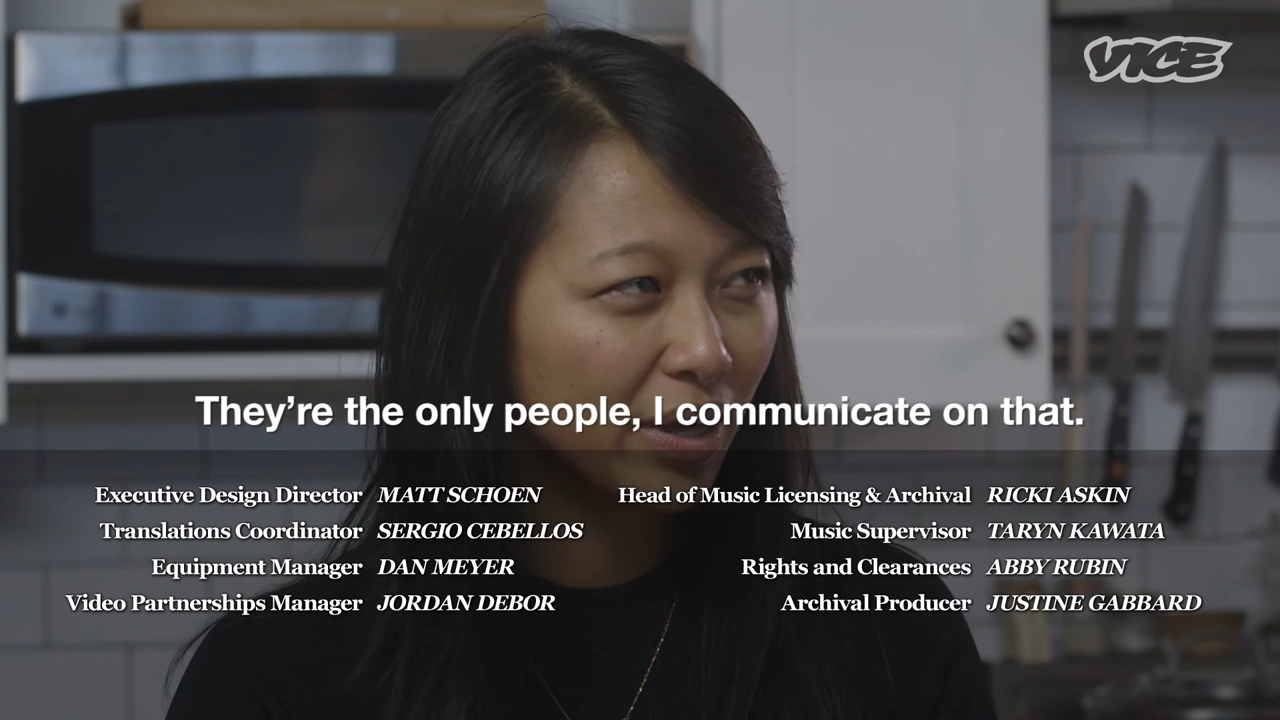 VICE
They're the only people, I communicate on that.
Executive Design Director MATT SCHOEN
Translations Coordinator SERGIO CEBELLOS
Equipment Manager DAN MEYER
Video Partnerships Manager JORDAN DEBOR
Head of Music Licensing & Archival RICKI ASKIN
Music Supervisor TARYN KAWATA
Rights and Clearances ABBY RUBIN
Archival Producer JUSTINE GABBARD